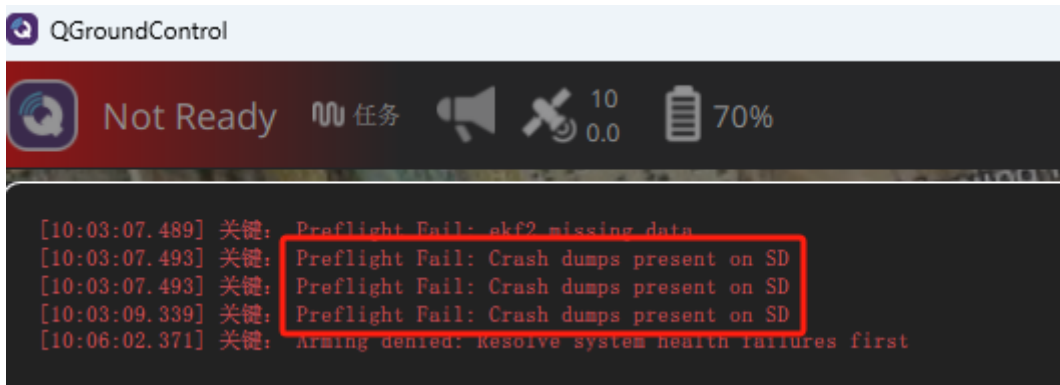 QGroundControl
Not Ready 任务 10 70%
0.0
[10:03:07.489] 关键: Preflight Fail: ekf2 missing data
[10:03:07.493] 关键: Preflight Fail: Crash dumps present on SD
[10:03:07.493] 关键: Preflight Fail: Crash dumps present on SD
[10:03:09.339] 关键: Preflight Fail: Crash dumps present on SD
[10:06:02.371] 关键: Arming denied: Resolve system health failures first